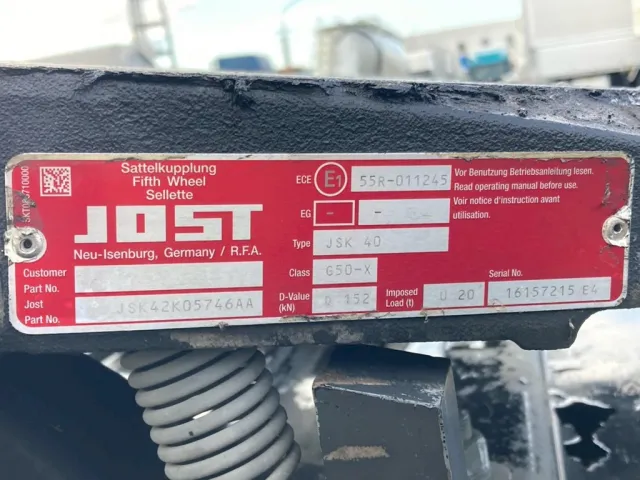 Sattelkupplung
Fifth Wheel
Sellette
JOST
Neu-Isenburg, Germany / R.F.A.
Customer
Part No.
Jost
Part No.
JSK42K05746AA
ECE E1 55R-011245
EG - -
Type JSK 40
Class G50-X
D-Value
(kN)
D 152
Imposed
Load (t)
U 20
Vor Benutzung Betriebsanleitung lesen.
Read operating manual before use.
Voir notice d'instruction avant
utilisation.
Serial No.
16157215 E4